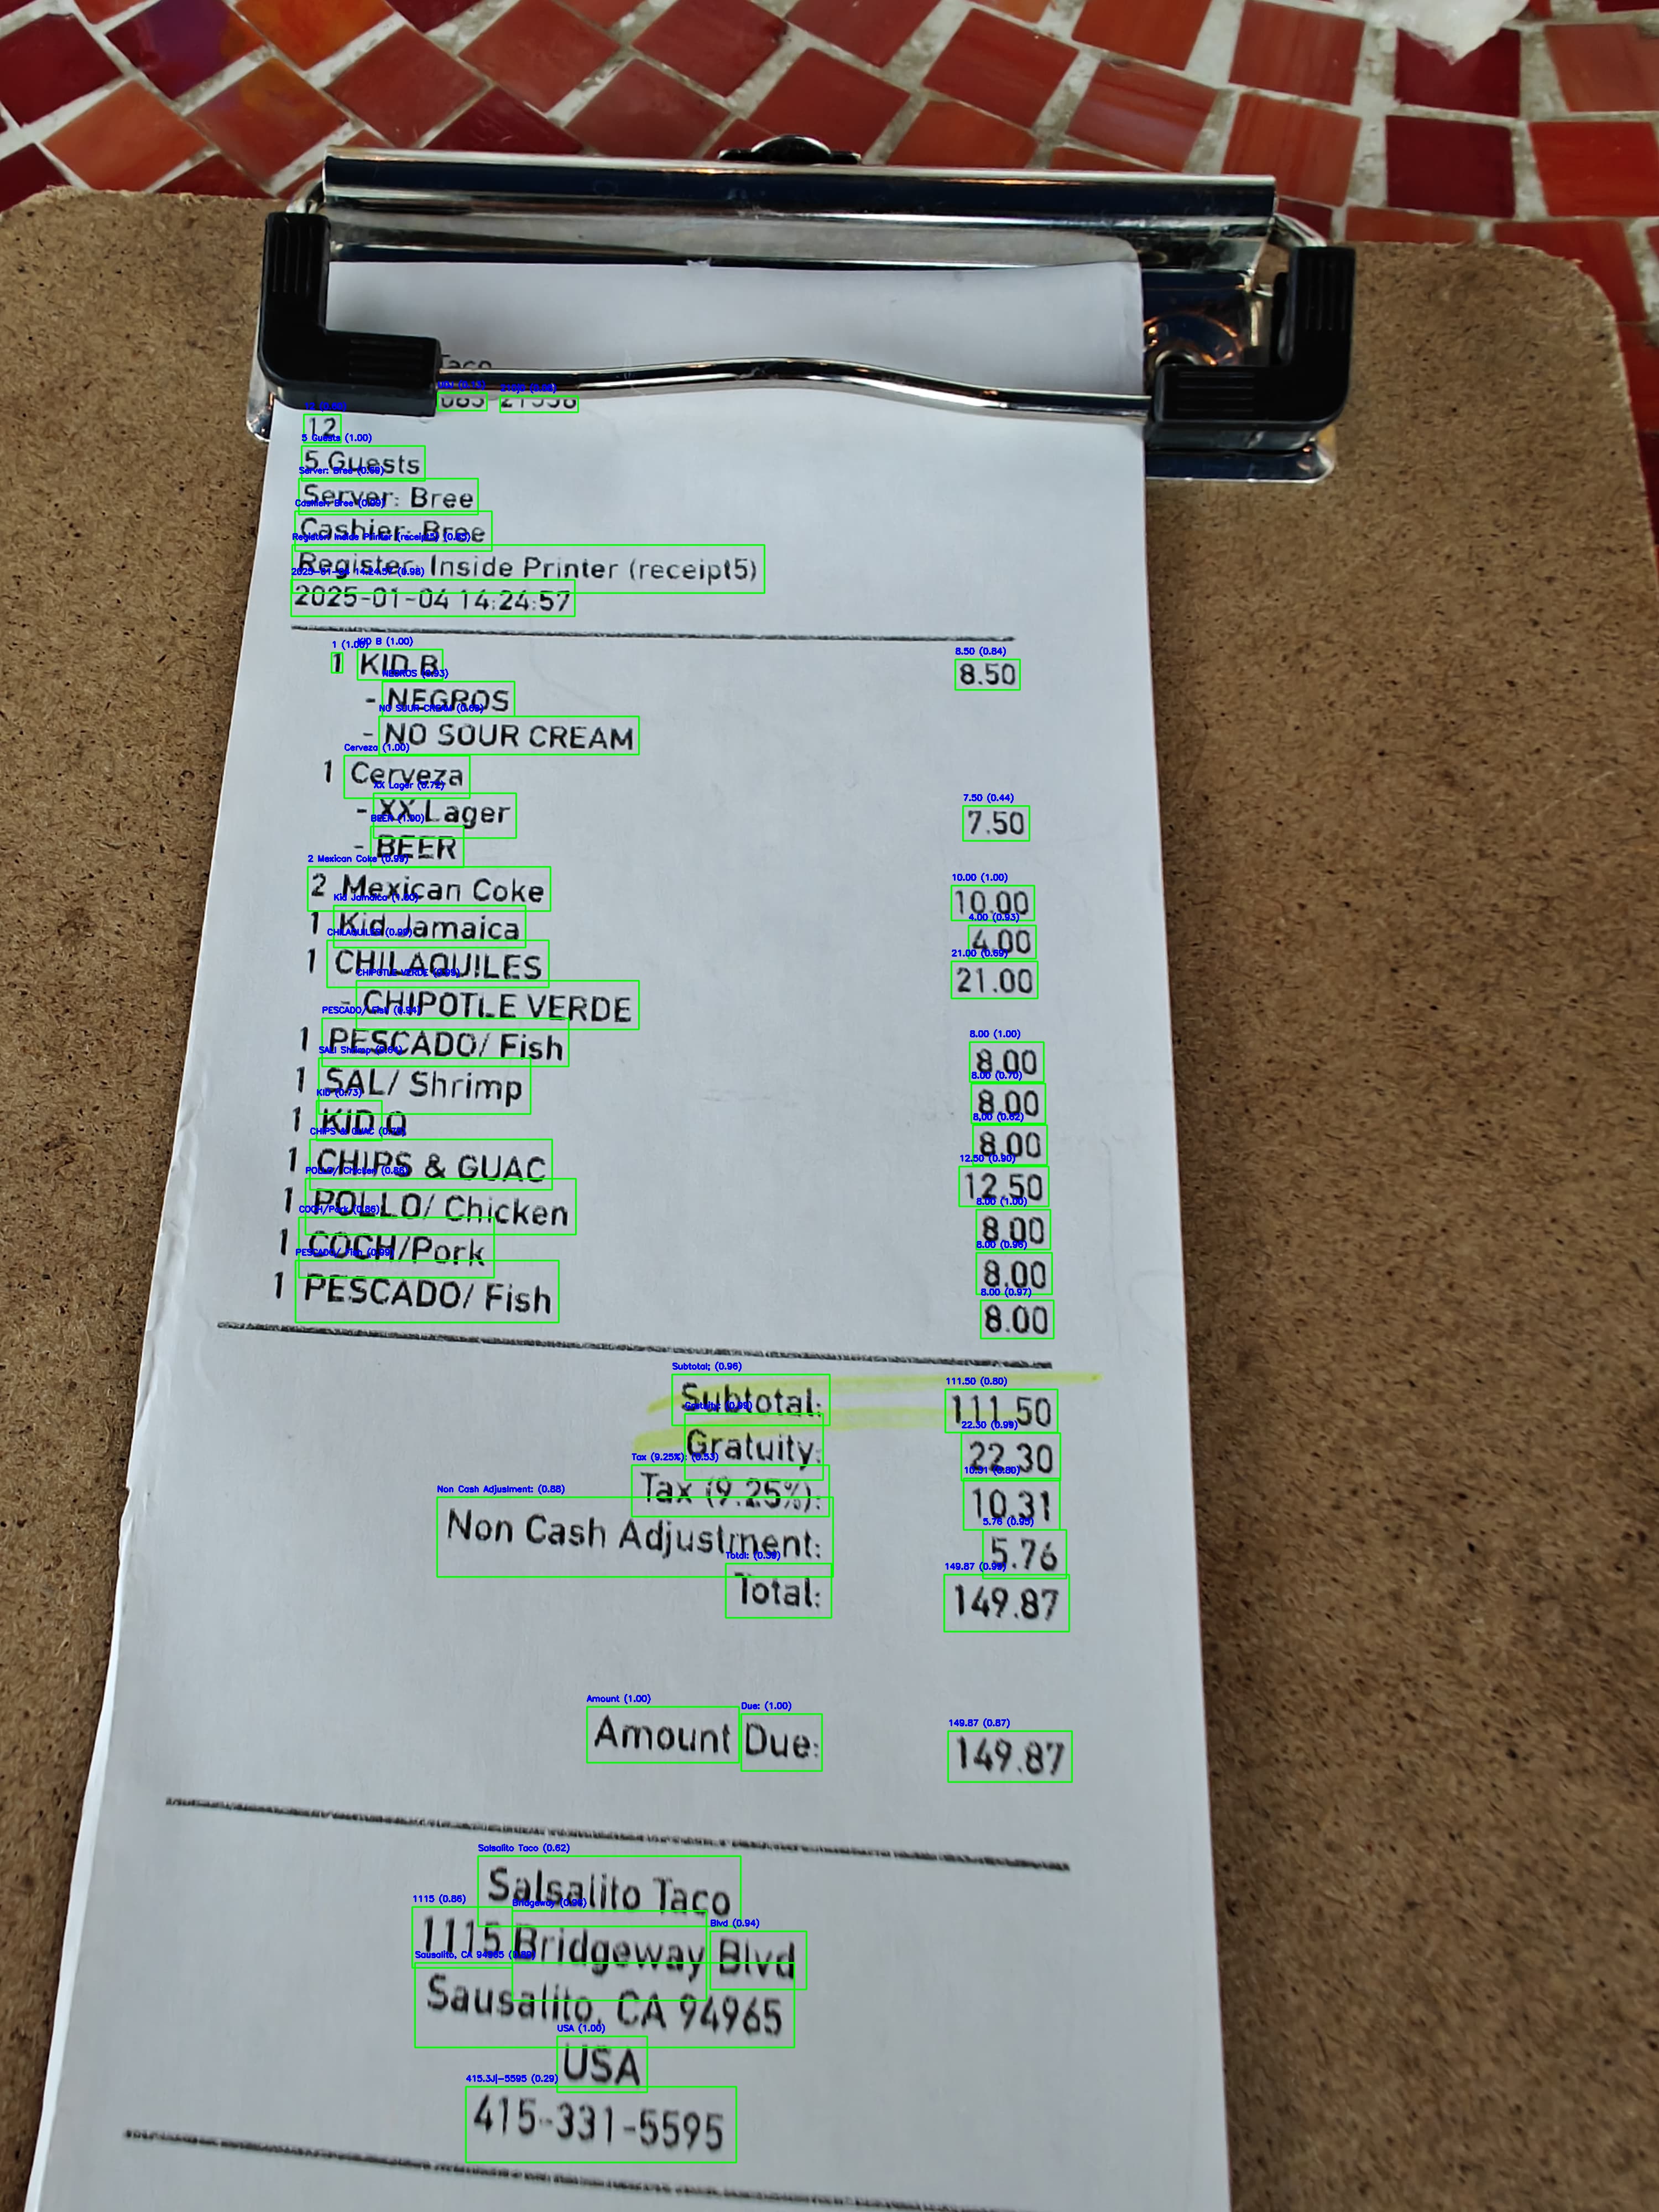 Taco
12
5 Guests
Server: Bree
Cashier: Bree
Register: Inside Printer (receipt5)
2025-01-04 14:24:57
1 KID B 8.50
- NEGROS
- NO SOUR CREAM
1 Cerveza
- XX Lager 7.50
- BEER
2 Mexican Coke 10.00
1 Kid Jamaica 4.00
1 CHILAQUILES 21.00
- CHIPOTLE VERDE
1 PESCADO/ Fish 8.00
1 SAL/ Shrimp 8.00
1 KID Q 8.00
1 CHIPS & GUAC 12.50
1 POLLO/ Chicken 8.00
1 COCH/Pork 8.00
1 PESCADO/ Fish 8.00
Subtotal: 111.50
Gratuity: 22.30
Tax (9.25%): 10.31
Non Cash Adjustment: 5.76
Total: 149.87
Amount Due: 149.87
Salsalito Taco
1115 Bridgeway Blvd
Sausalito, CA 94965
USA
415-331-5595